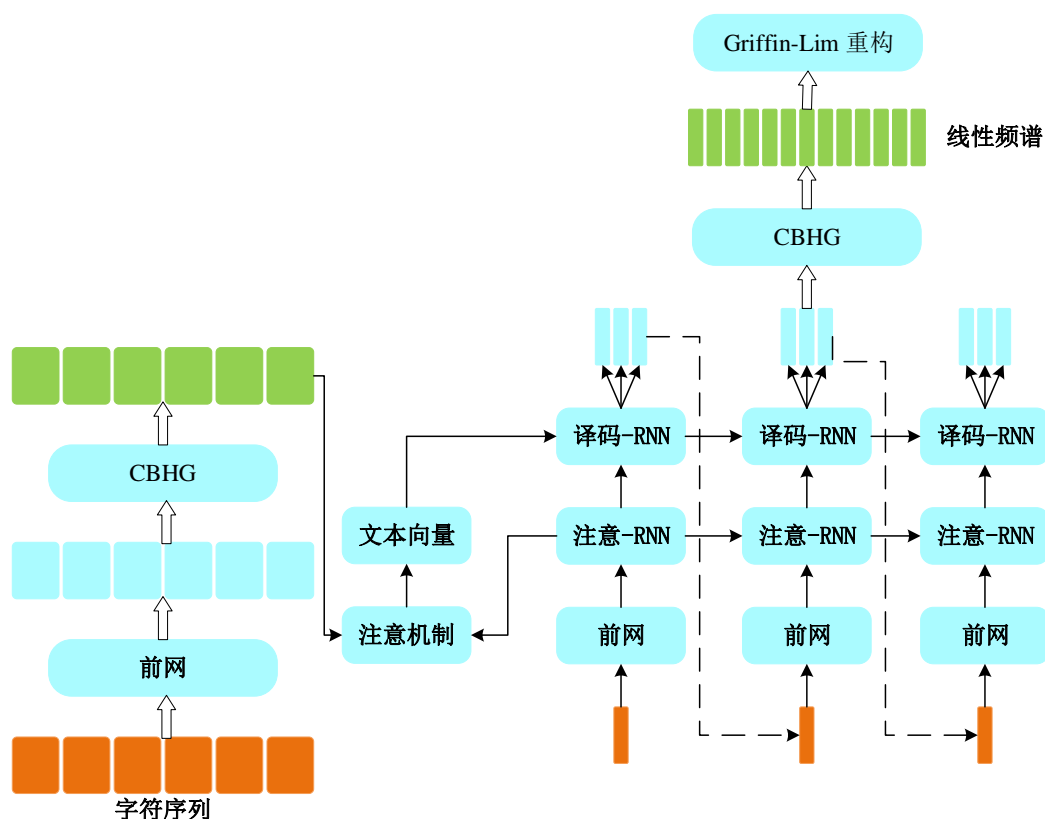 Griffin-Lim 重构
线性频谱
CBHG
译码-RNN
译码-RNN
译码-RNN
CBHG
文本向量
注意-RNN
注意-RNN
注意-RNN
注意机制
前网
前网
前网
前网
字符序列